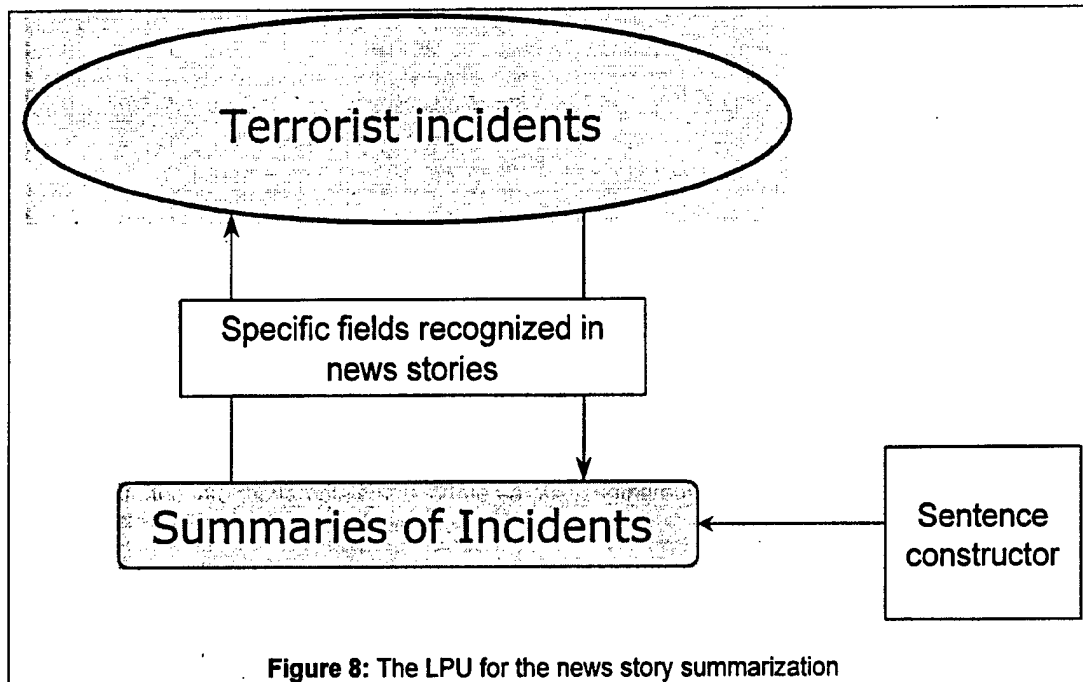 Terrorist incidents
Specific fields recognized in
news stories
Summaries of Incidents
Sentence
constructor
Figure 8: The LPU for the news story summarization